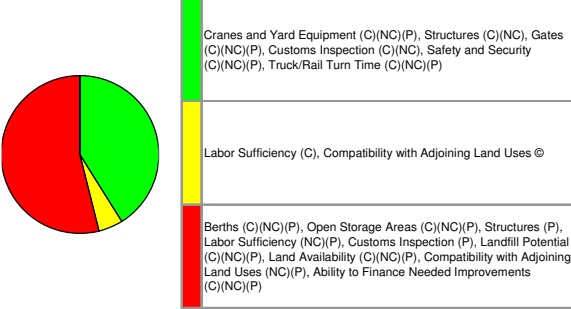 Cranes and Yard Equipment (C)(NC)(P), Structures (C)(NC), Gates
(C)(NC)(P), Customs Inspection (C)(NC), Safety and Security
(C)(NC)(P), Truck/Rail Turn Time (C)(NC)(P)
Labor Sufficiency (C), Compatibility with Adjoining Land Uses ©
Berths (C)(NC)(P), Open Storage Areas (C)(NC)(P), Structures (P),
Labor Sufficiency (NC)(P), Customs Inspection (P), Landfill Potential
(C)(NC)(P), Land Availability (C)(NC)(P), Compatibility with Adjoining
Land Uses (NC)(P), Ability to Finance Needed Improvements
(C)(NC)(P)